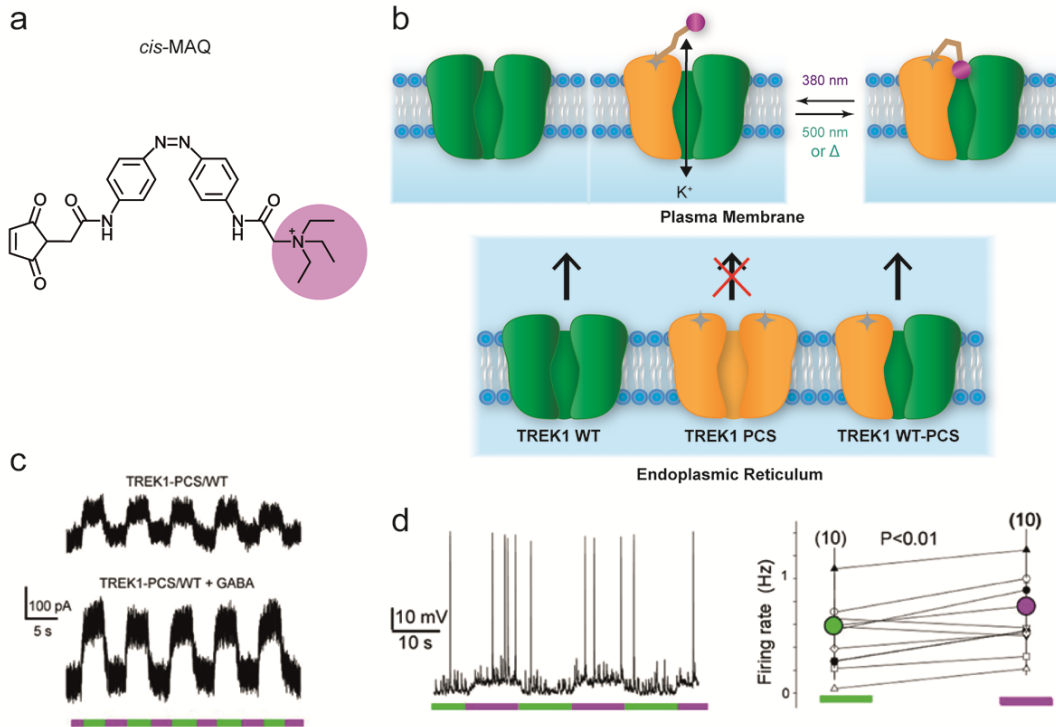 a
cis-MAQ
N=N
O
O
O
NH
O
N
H
N
+
b
380 nm
500 nm
or Δ
K+
Plasma Membrane
TREK1 WT
TREK1 PCS
TREK1 WT-PCS
Endoplasmic Reticulum
c
TREK1-PCS/WT
TREK1-PCS/WT + GABA
100 pA
5 s
d
10 mV
10 s
Firing rate (Hz)
1
0
(10)
P<0.01
(10)